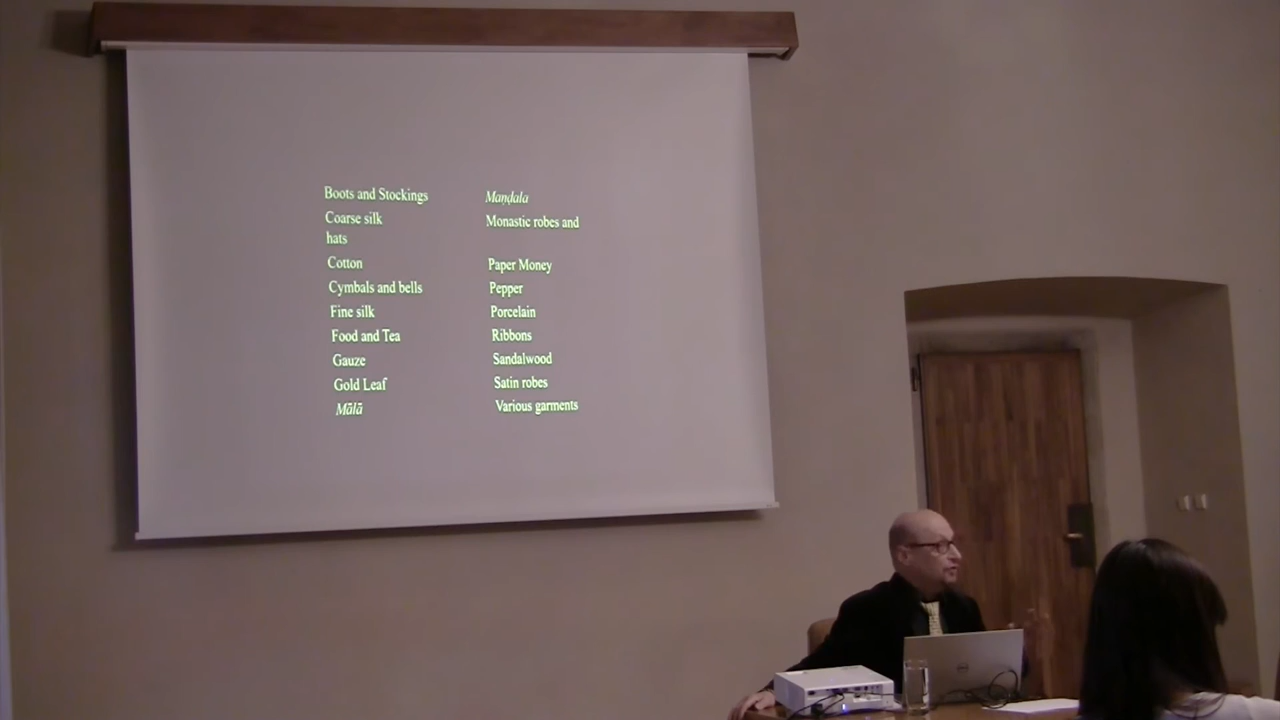 Boots and Stockings
Coarse silk
hats
Cotton
Cymbals and bells
Fine silk
Food and Tea
Gauze
Gold Leaf
Mālā
Maṇḍala
Monastic robes and
Paper Money
Pepper
Porcelain
Ribbons
Sandalwood
Satin robes
Various garments
DELL